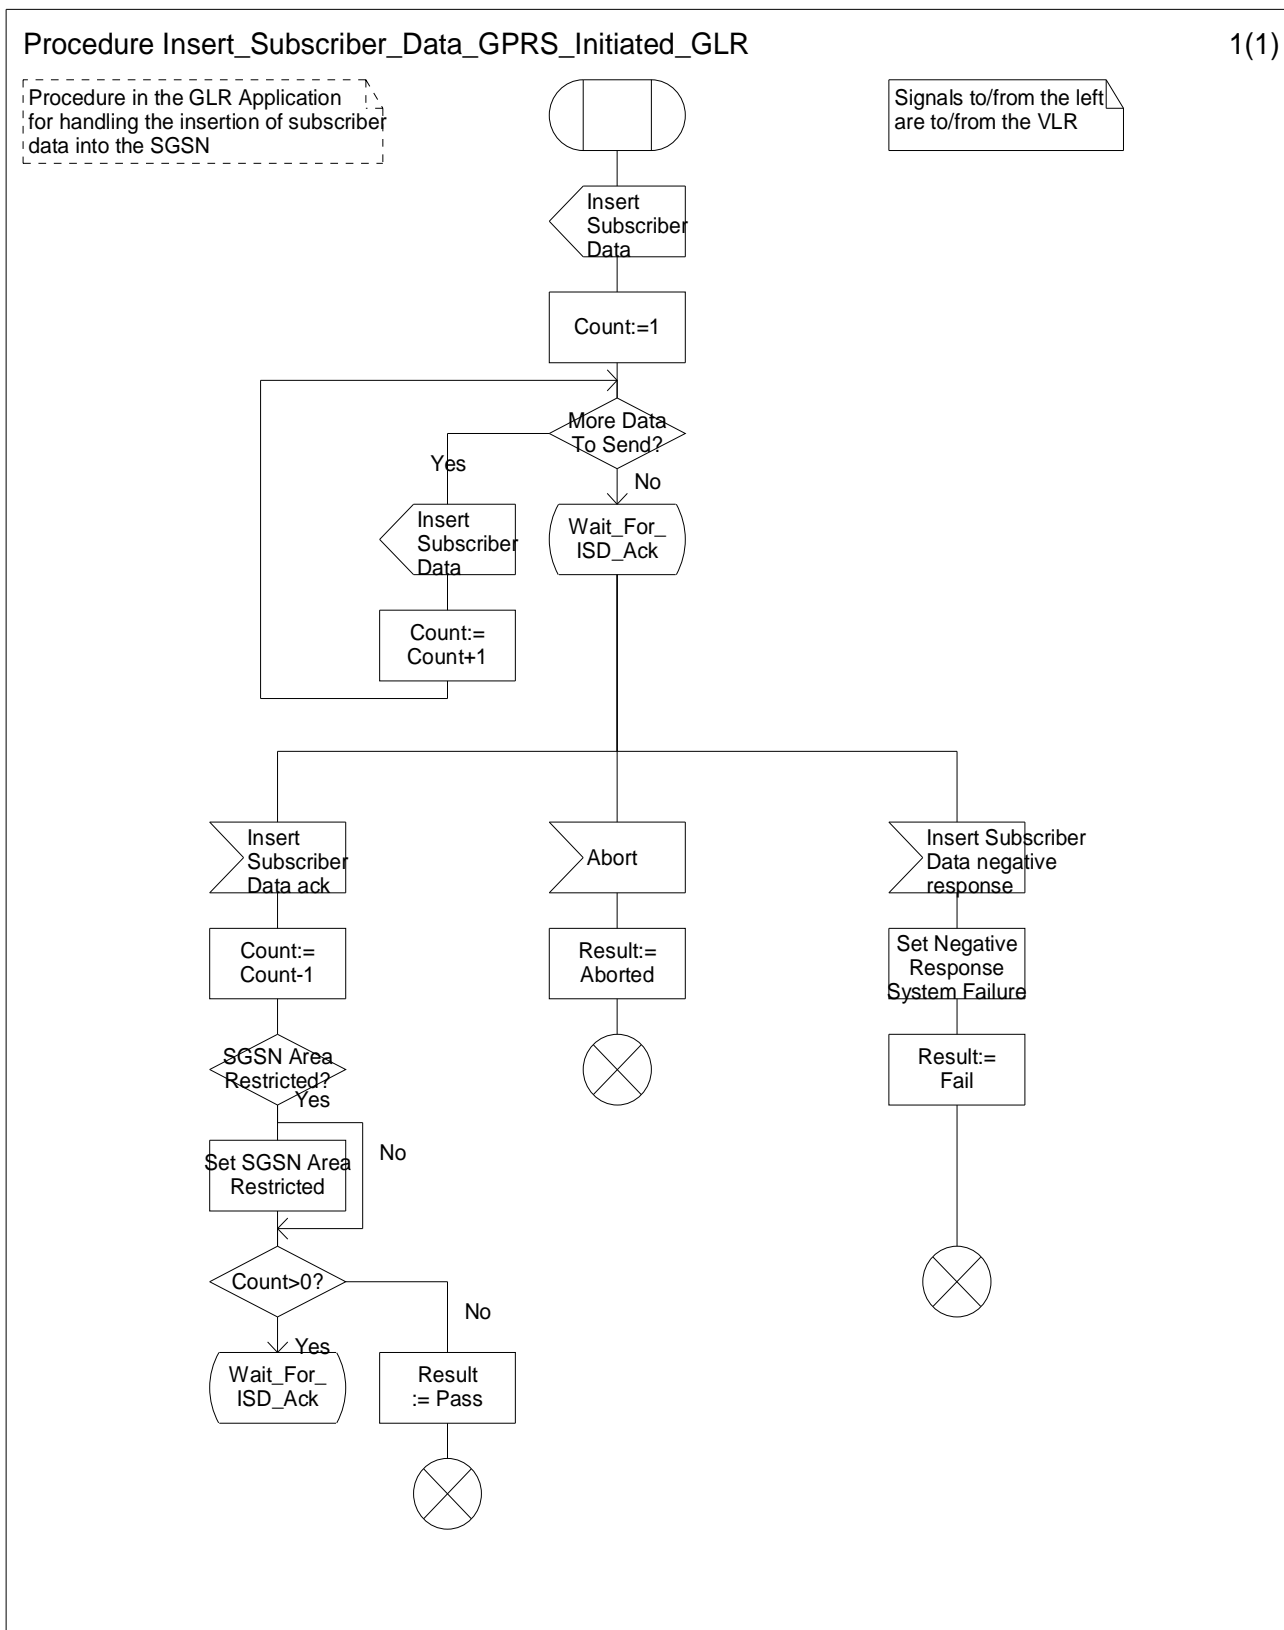 Procedure Insert_Subscriber_Data_GPRS_Initiated_GLR
1(1)
Procedure in the GLR Application
for handling the insertion of subscriber
data into the SGSN
Signals to/from the left
are to/from the VLR
Insert
Subscriber
Data
Count:=1
More Data
To Send?
Yes
No
Insert
Subscriber
Data
Wait_For_
ISD_Ack
Count:=
Count+1
Insert
Subscriber
Data ack
Abort
Insert Subscriber
Data negative
response
Count:=
Count-1
Result:=
Aborted
Set Negative
Response
System Failure
SGSN Area
Restricted?
Yes
Result:=
Fail
No
Set SGSN Area
Restricted
Count>0?
No
Yes
Wait_For_
ISD_Ack
Result
:= Pass